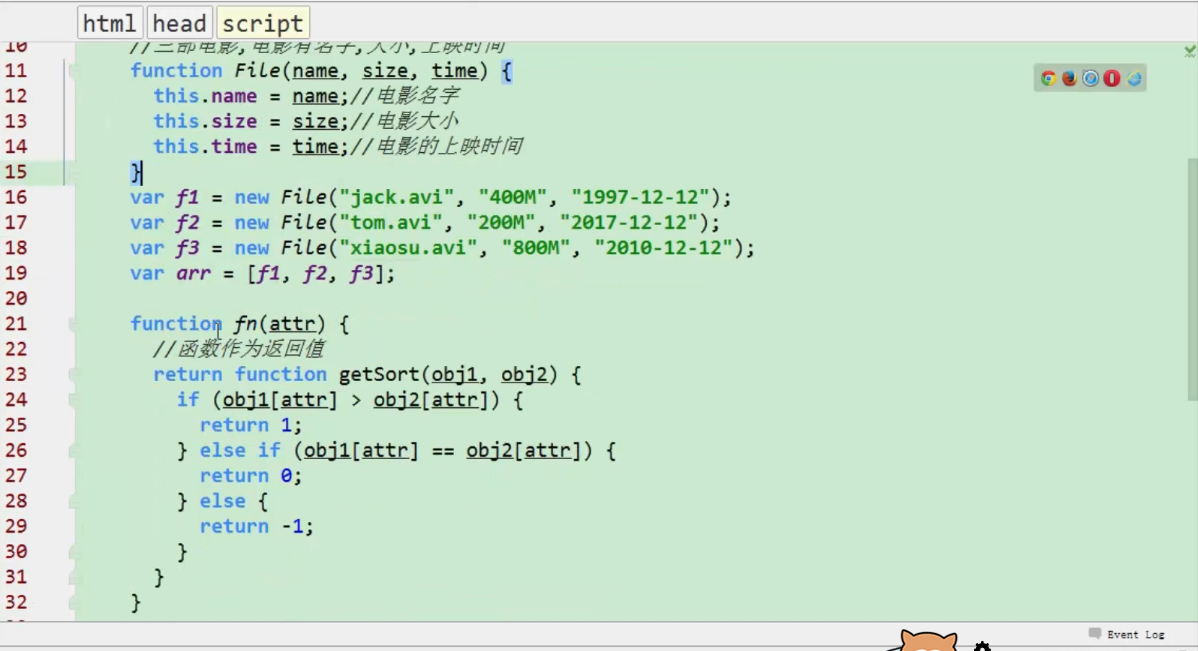 html head script
10 //三部电影,电影有名字,大小,上映时间
11 function File(name, size, time) {
12 this.name = name;//电影名字
13 this.size = size;//电影大小
14 this.time = time;//电影的上映时间
15 }
16 var f1 = new File("jack.avi", "400M", "1997-12-12");
17 var f2 = new File("tom.avi", "200M", "2017-12-12");
18 var f3 = new File("xiaosu.avi", "800M", "2010-12-12");
19 var arr = [f1, f2, f3];
20
21 function fn(attr) {
22 //函数作为返回值
23 return function getSort(obj1, obj2) {
24 if (obj1[attr] > obj2[attr]) {
25 return 1;
26 } else if (obj1[attr] == obj2[attr]) {
27 return 0;
28 } else {
29 return -1;
30 }
31 }
32 }
Event Log